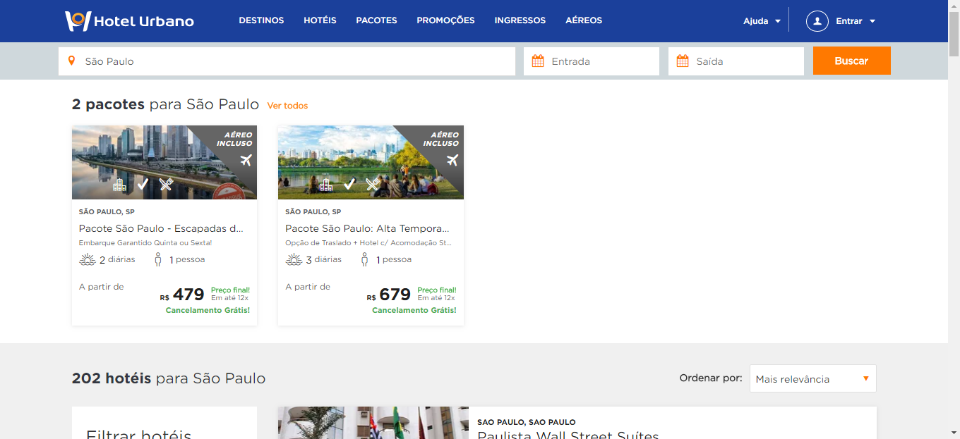 Hotel Urbano
DESTINOS HOTÉIS PACOTES PROMOÇÕES INGRESSOS AÉREOS
Ajuda Entrar
São Paulo Entrada Saída Buscar
2 pacotes para São Paulo Ver todos
AÉREO
INCLUSO
SÃO PAULO, SP
Pacote São Paulo - Escapadas d...
Embarque Garantido Quinta ou Sexta!
2 diárias 1 pessoa
A partir de
R$ 479 Preço final!
Em até 12x
Cancelamento Grátis!
AÉREO
INCLUSO
SÃO PAULO, SP
Pacote São Paulo: Alta Tempora...
Opção de Traslado + Hotel c/ Acomodação St...
3 diárias 1 pessoa
A partir de
R$ 679 Preço final!
Em até 12x
Cancelamento Grátis!
202 hotéis para São Paulo
Ordenar por: Mais relevância
Filtrar hotéis
SAO PAULO, SAO PAULO
Paulista Wall Street Suítes